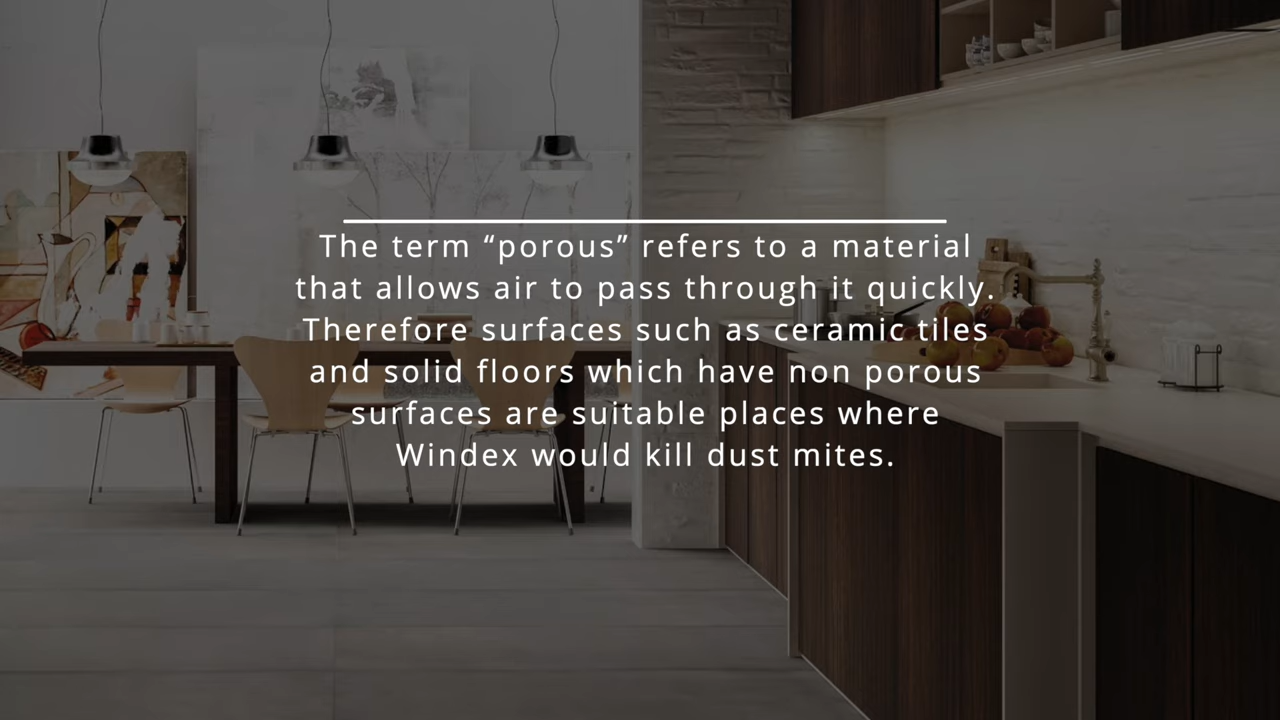 The term “porous” refers to a material
that allows air to pass through it quickly.
Therefore surfaces such as ceramic tiles
and solid floors which have non porous
surfaces are suitable places where
Windex would kill dust mites.